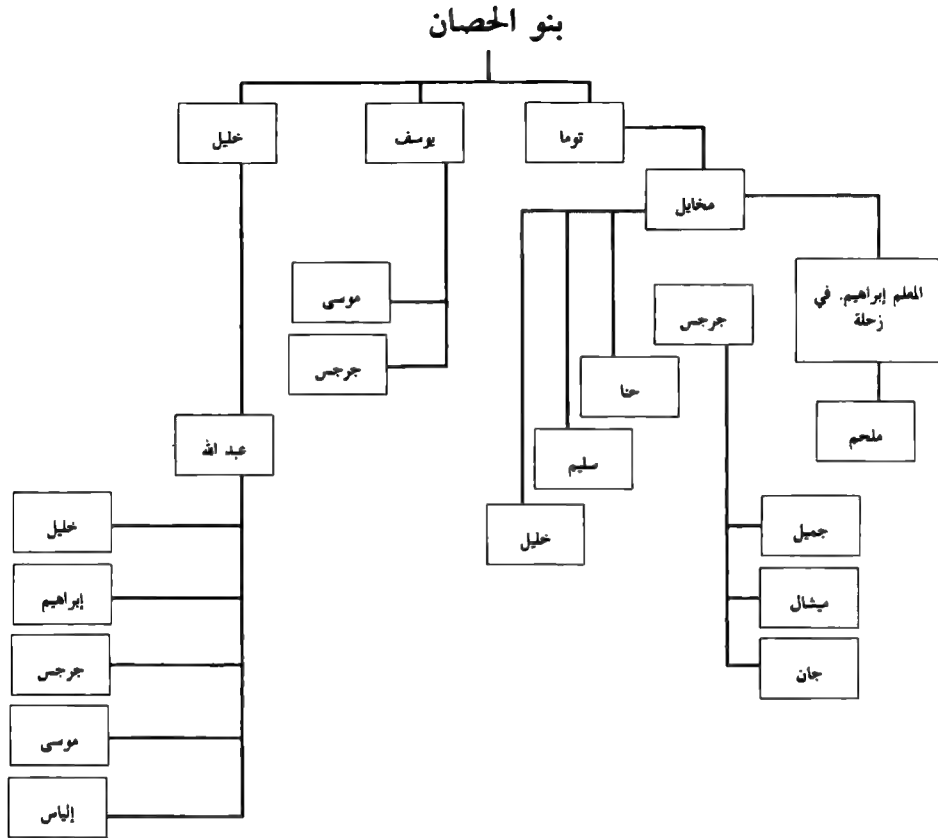 بنو الحصان
توما
يوسف
خليل
مخايل
المعلم إبراهيم. في
زحلة
ملحم
جرجس
جميل
ميشال
جان
حنا
سليم
خليل
موسى
جرجس
عبد الله
خليل
إبراهيم
جرجس
موسى
إلياس